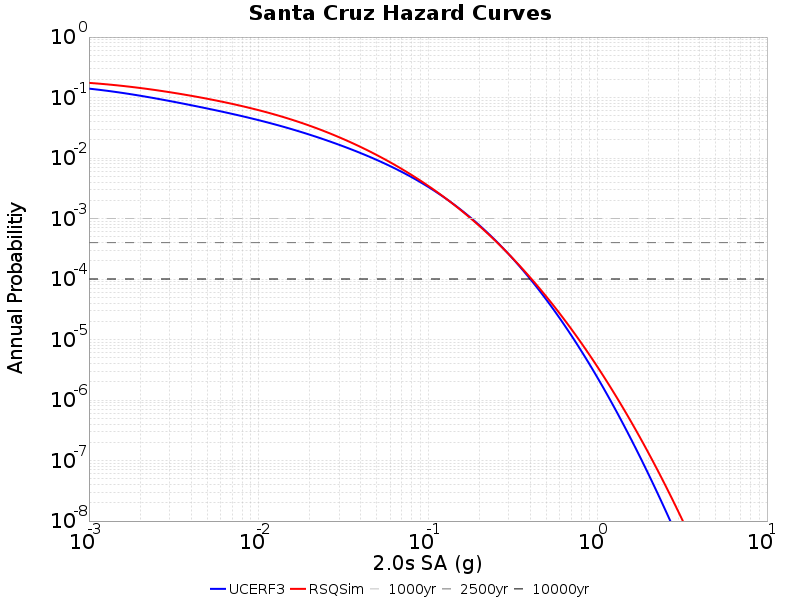 Santa Cruz Hazard Curves
10^0
10^-1
10^-2
10^-3
10^-4
10^-5
10^-6
10^-7
10^-8
Annual Probabilitiy
10^-3 10^-2 10^-1 10^0 10^1
2.0s SA (g)
UCERF3 RSQSim 1000yr 2500yr 10000yr